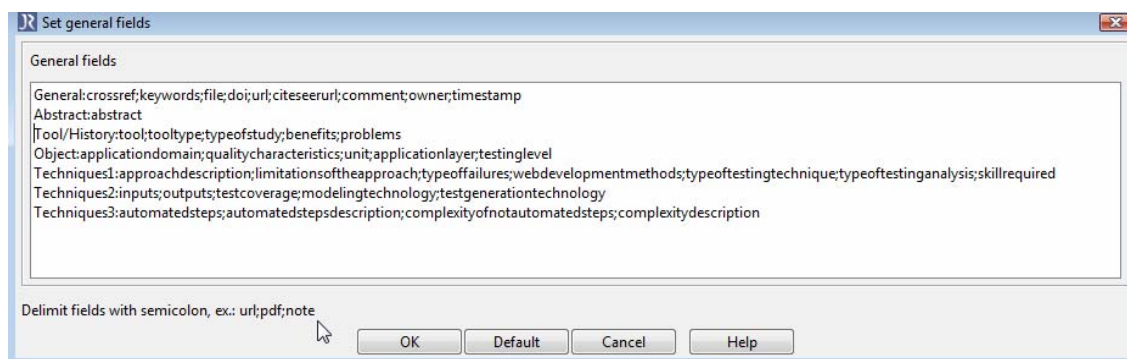 Set general fields
General fields
General:crossref;keywords;file;doi;url;citeseerurl;comment;owner;timestamp
Abstract:abstract
Tool/History:tool;tooltype;typeofstudy;benefits;problems
Object:applicationdomain;qualitycharacteristics;unit;applicationlayer;testinglevel
Techniques1:approachdescription;limitationsoftheapproach;typeoffailures;webdevelopmentmethods;typeoftestingtechnique;typeoftestinganalysis;skillrequired
Techniques2:inputs;outputs;testcoverage;modelingtechnology;testgenerationtechnology
Techniques3:automatedsteps;automatedstepsdescription;complexityofnotautomatedsteps;complexitydescription
Delimit fields with semicolon, ex.: url;pdf;note
OK Default Cancel Help